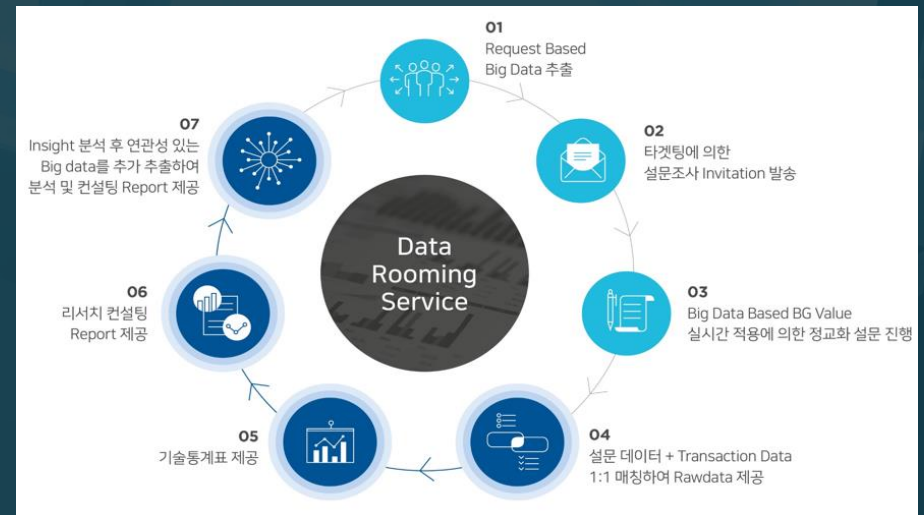 Data
Rooming
Service
01
Request Based
Big Data 추출
02
타겟팅에 의한
설문조사 Invitation 발송
03
Big Data Based BG Value
실시간 적용에 의한 정교화 설문 진행
04
설문 데이터 + Transaction Data
1:1 매칭하여 Rawdata 제공
05
기술통계표 제공
06
리서치 컨설팅
Report 제공
07
Insight 분석 후 연관성 있는
Big data를 추가 추출하여
분석 및 컨설팅 Report 제공